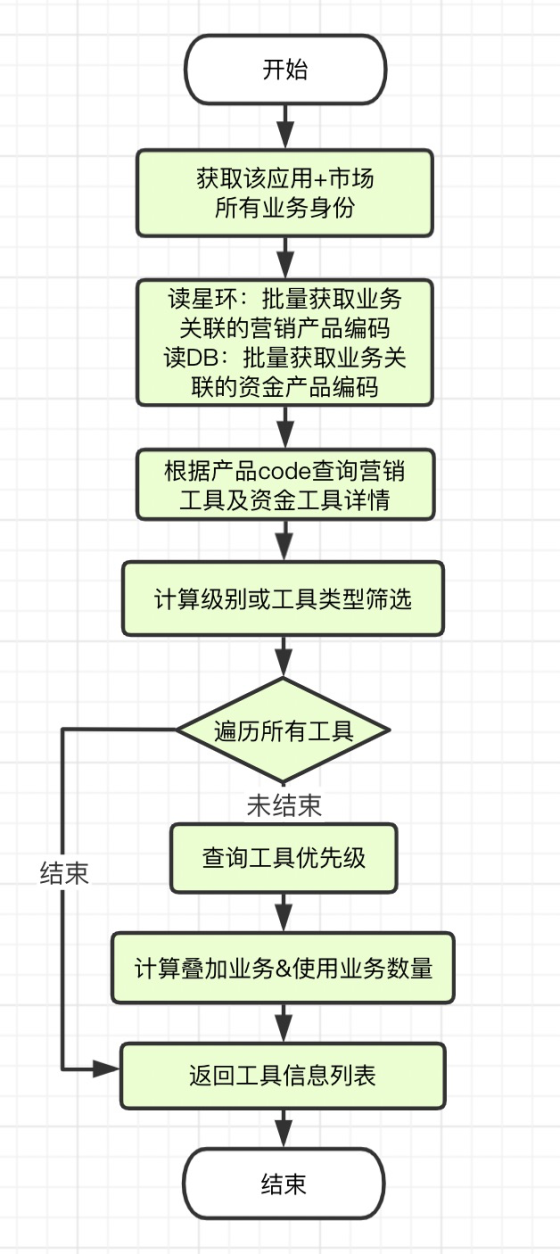 开始
获取该应用+市场
所有业务身份
读星环：批量获取业务
关联的营销产品编码
读DB：批量获取业务关
联的资金产品编码
根据产品code查询营销
工具及资金工具详情
计算级别或工具类型筛选
遍历所有工具
未结束
查询工具优先级
结束
计算叠加业务&使用业务数量
返回工具信息列表
结束